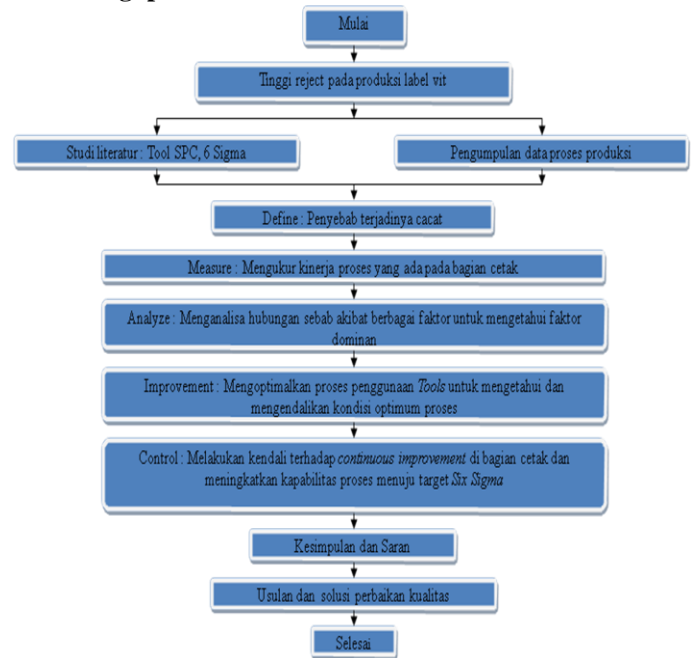 Mulai
Tinggi reject pada produksi label vit
Studi literatur : Tool SPC, 6 Sigma
Pengumpulan data proses produksi
Define : Penyebab terjadinya cacat
Measure : Mengukur kinerja proses yang ada pada bagian cetak
Analyze : Menganalisa hubungan sebab akibat berbagai faktor untuk mengetahui faktor
dominan
Improvement : Mengoptimalkan proses penggunaan Tools untuk mengetahui dan
mengendalikan kondisi optimum proses
Control : Melakukan kendali terhadap continuous improvement di bagian cetak dan
meningkatkan kapabilitas proses menuju target Six Sigma
Kesimpulan dan Saran
Usulan dan solusi perbaikan kualitas
Selesai